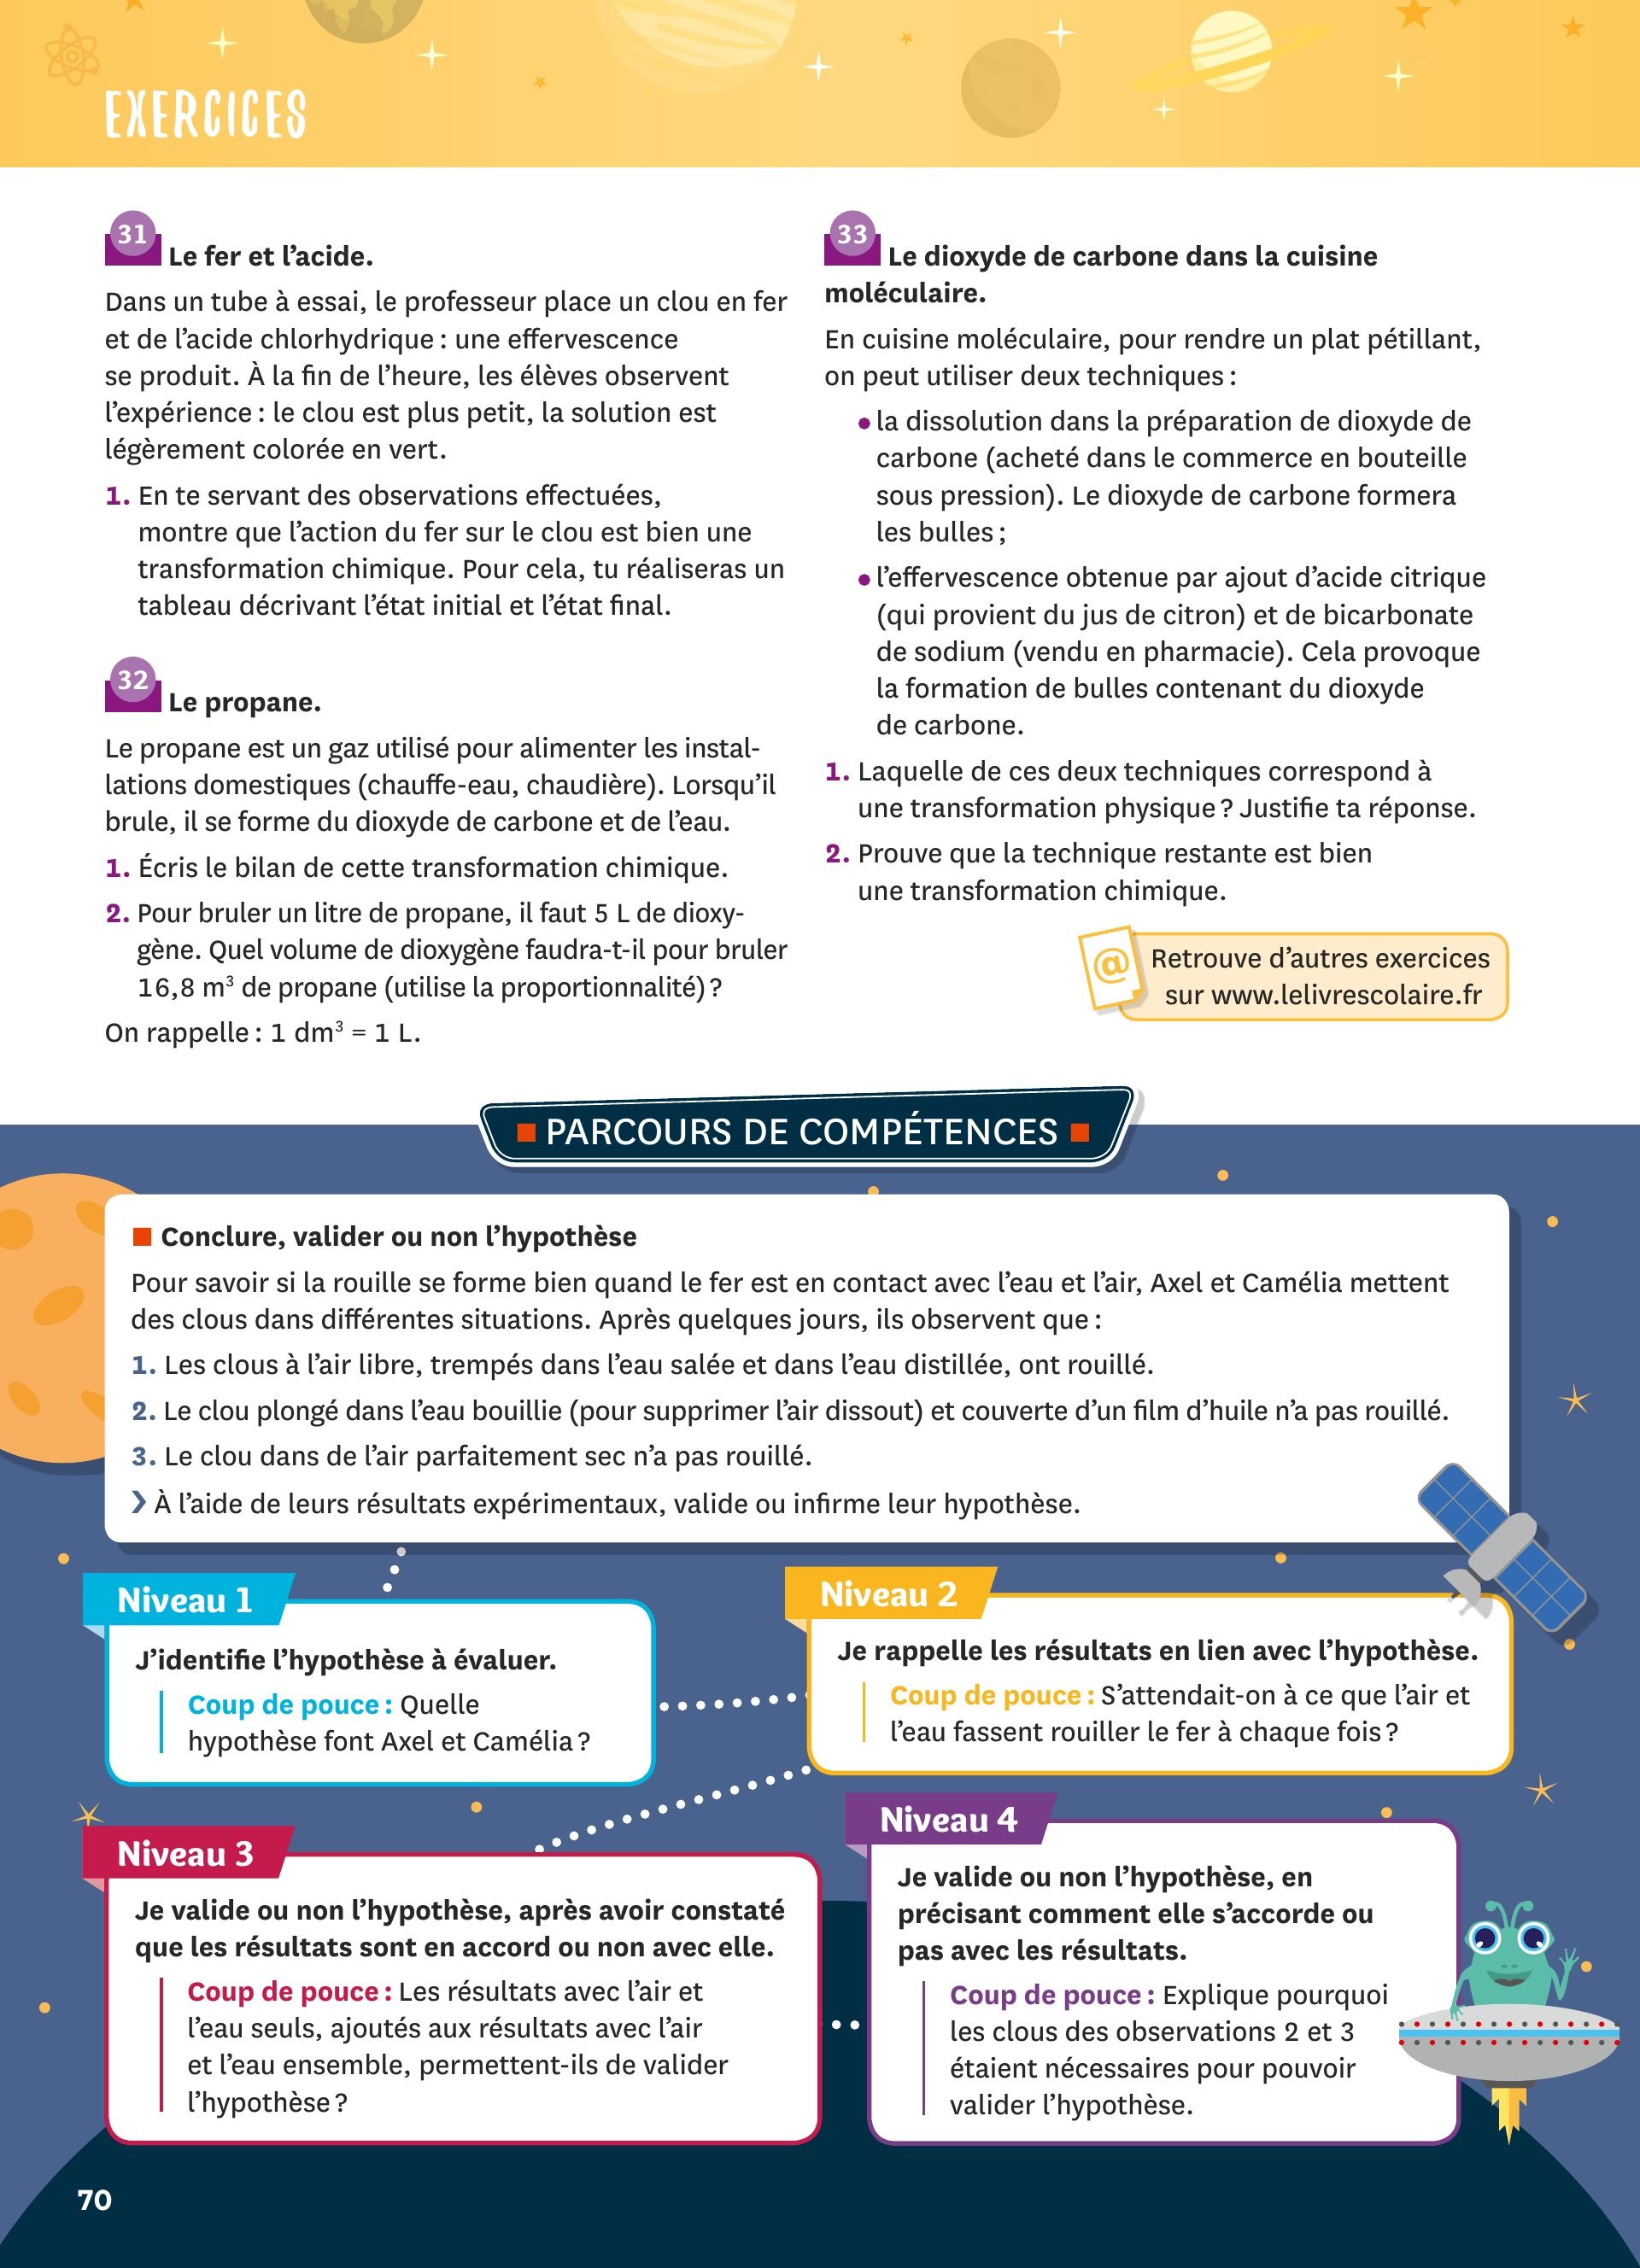 EXERCICES
31 Le fer et l’acide.
Dans un tube à essai, le professeur place un clou en fer
et de l’acide chlorhydrique : une effervescence
se produit. À la fin de l’heure, les élèves observent
l’expérience : le clou est plus petit, la solution est
légèrement colorée en vert.
1. En te servant des observations effectuées,
montre que l’action du fer sur le clou est bien une
transformation chimique. Pour cela, tu réaliseras un
tableau décrivant l’état initial et l’état final.
32 Le propane.
Le propane est un gaz utilisé pour alimenter les instal-
lations domestiques (chauffe-eau, chaudière). Lorsqu’il
brule, il se forme du dioxyde de carbone et de l’eau.
1. Écris le bilan de cette transformation chimique.
2. Pour bruler un litre de propane, il faut 5 L de dioxy-
gène. Quel volume de dioxygène faudra-t-il pour bruler
16,8 m³ de propane (utilise la proportionnalité) ?
On rappelle : 1 dm³ = 1 L.
33 Le dioxyde de carbone dans la cuisine
moléculaire.
En cuisine moléculaire, pour rendre un plat pétillant,
on peut utiliser deux techniques :
• la dissolution dans la préparation de dioxyde de
carbone (acheté dans le commerce en bouteille
sous pression). Le dioxyde de carbone formera
les bulles ;
• l’effervescence obtenue par ajout d’acide citrique
(qui provient du jus de citron) et de bicarbonate
de sodium (vendu en pharmacie). Cela provoque
la formation de bulles contenant du dioxyde
de carbone.
1. Laquelle de ces deux techniques correspond à
une transformation physique ? Justifie ta réponse.
2. Prouve que la technique restante est bien
une transformation chimique.
@
Retrouve d’autres exercices
sur www.lelivrescolaire.fr
PARCOURS DE COMPÉTENCES
Conclure, valider ou non l’hypothèse
Pour savoir si la rouille se forme bien quand le fer est en contact avec l’eau et l’air, Axel et Camélia mettent
des clous dans différentes situations. Après quelques jours, ils observent que :
1. Les clous à l’air libre, trempés dans l’eau salée et dans l’eau distillée, ont rouillé.
2. Le clou plongé dans l’eau bouillie (pour supprimer l’air dissout) et couverte d’un film d’huile n’a pas rouillé.
3. Le clou dans de l’air parfaitement sec n’a pas rouillé.
❯ À l’aide de leurs résultats expérimentaux, valide ou infirme leur hypothèse.
Niveau 1
J’identifie l’hypothèse à évaluer.
Coup de pouce : Quelle
hypothèse font Axel et Camélia ?
Niveau 2
Je rappelle les résultats en lien avec l’hypothèse.
Coup de pouce : S’attendait-on à ce que l’air et
l’eau fassent rouiller le fer à chaque fois ?
Niveau 3
Je valide ou non l’hypothèse, après avoir constaté
que les résultats sont en accord ou non avec elle.
Coup de pouce : Les résultats avec l’air et
l’eau seuls, ajoutés aux résultats avec l’air
et l’eau ensemble, permettent-ils de valider
l’hypothèse ?
Niveau 4
Je valide ou non l’hypothèse, en
précisant comment elle s’accorde ou
pas avec les résultats.
Coup de pouce : Explique pourquoi
les clous des observations 2 et 3
étaient nécessaires pour pouvoir
valider l’hypothèse.
70